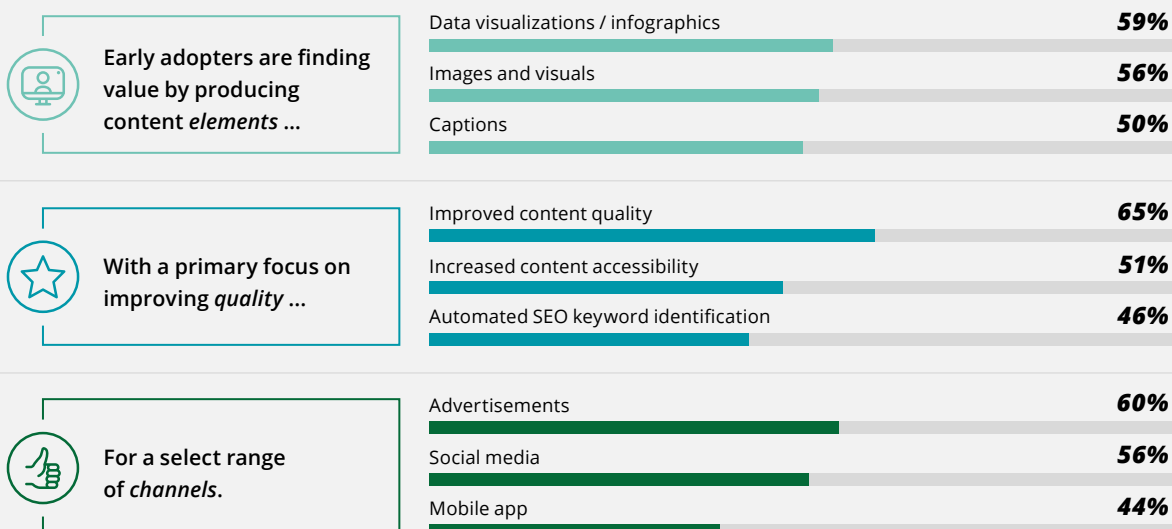 Early adopters are finding
value by producing
content elements ...
Data visualizations / infographics 59%
Images and visuals 56%
Captions 50%
With a primary focus on
improving quality ...
Improved content quality 65%
Increased content accessibility 51%
Automated SEO keyword identification 46%
For a select range
of channels.
Advertisements 60%
Social media 56%
Mobile app 44%